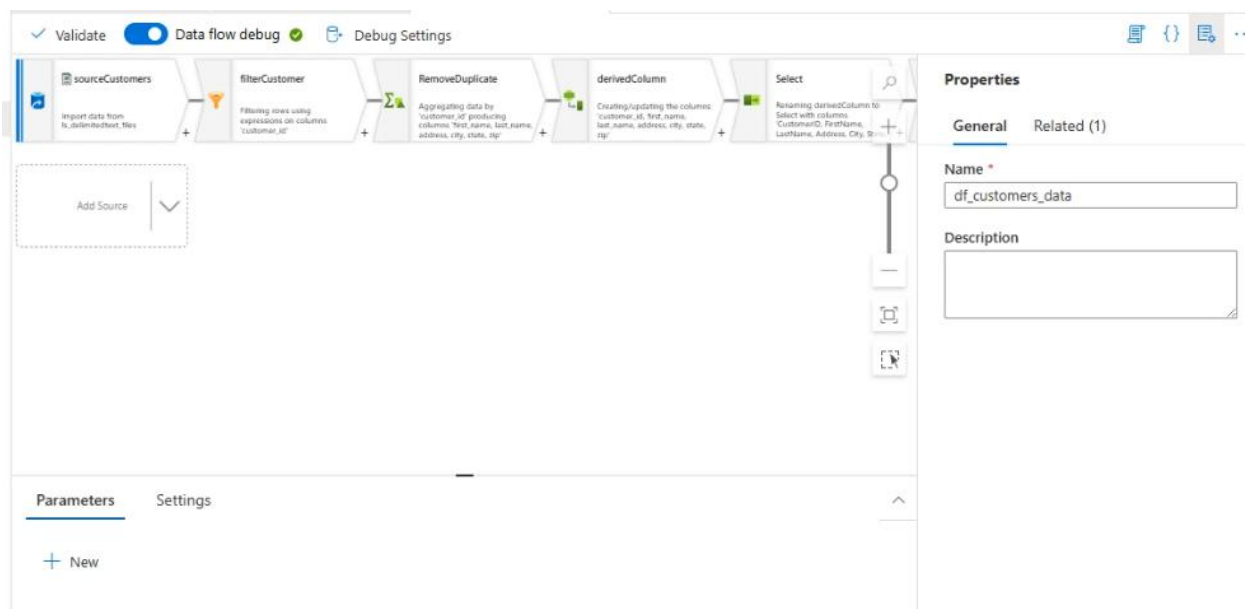 Validate
Data flow debug
Debug Settings
{}
sourceCustomers
Import data from
ls_delimitedtext_files
+
filterCustomer
Filtering rows using
expressions on columns
'customer_id'
+
RemoveDuplicate
Aggregating data by
'customer_id' producing
columns 'first_name, last_name,
address, city, state, zip'
+
derivedColumn
Creating/updating the columns
'customer_id, first_name,
last_name, address, city, state,
zip'
+
Select
Renaming derivedColumn to
Select with columns
'CustomerID, FirstName,
LastName, Address, City,
Add Source
Properties
General
Related (1)
Name *
df_customers_data
Description
Parameters
Settings
+ New